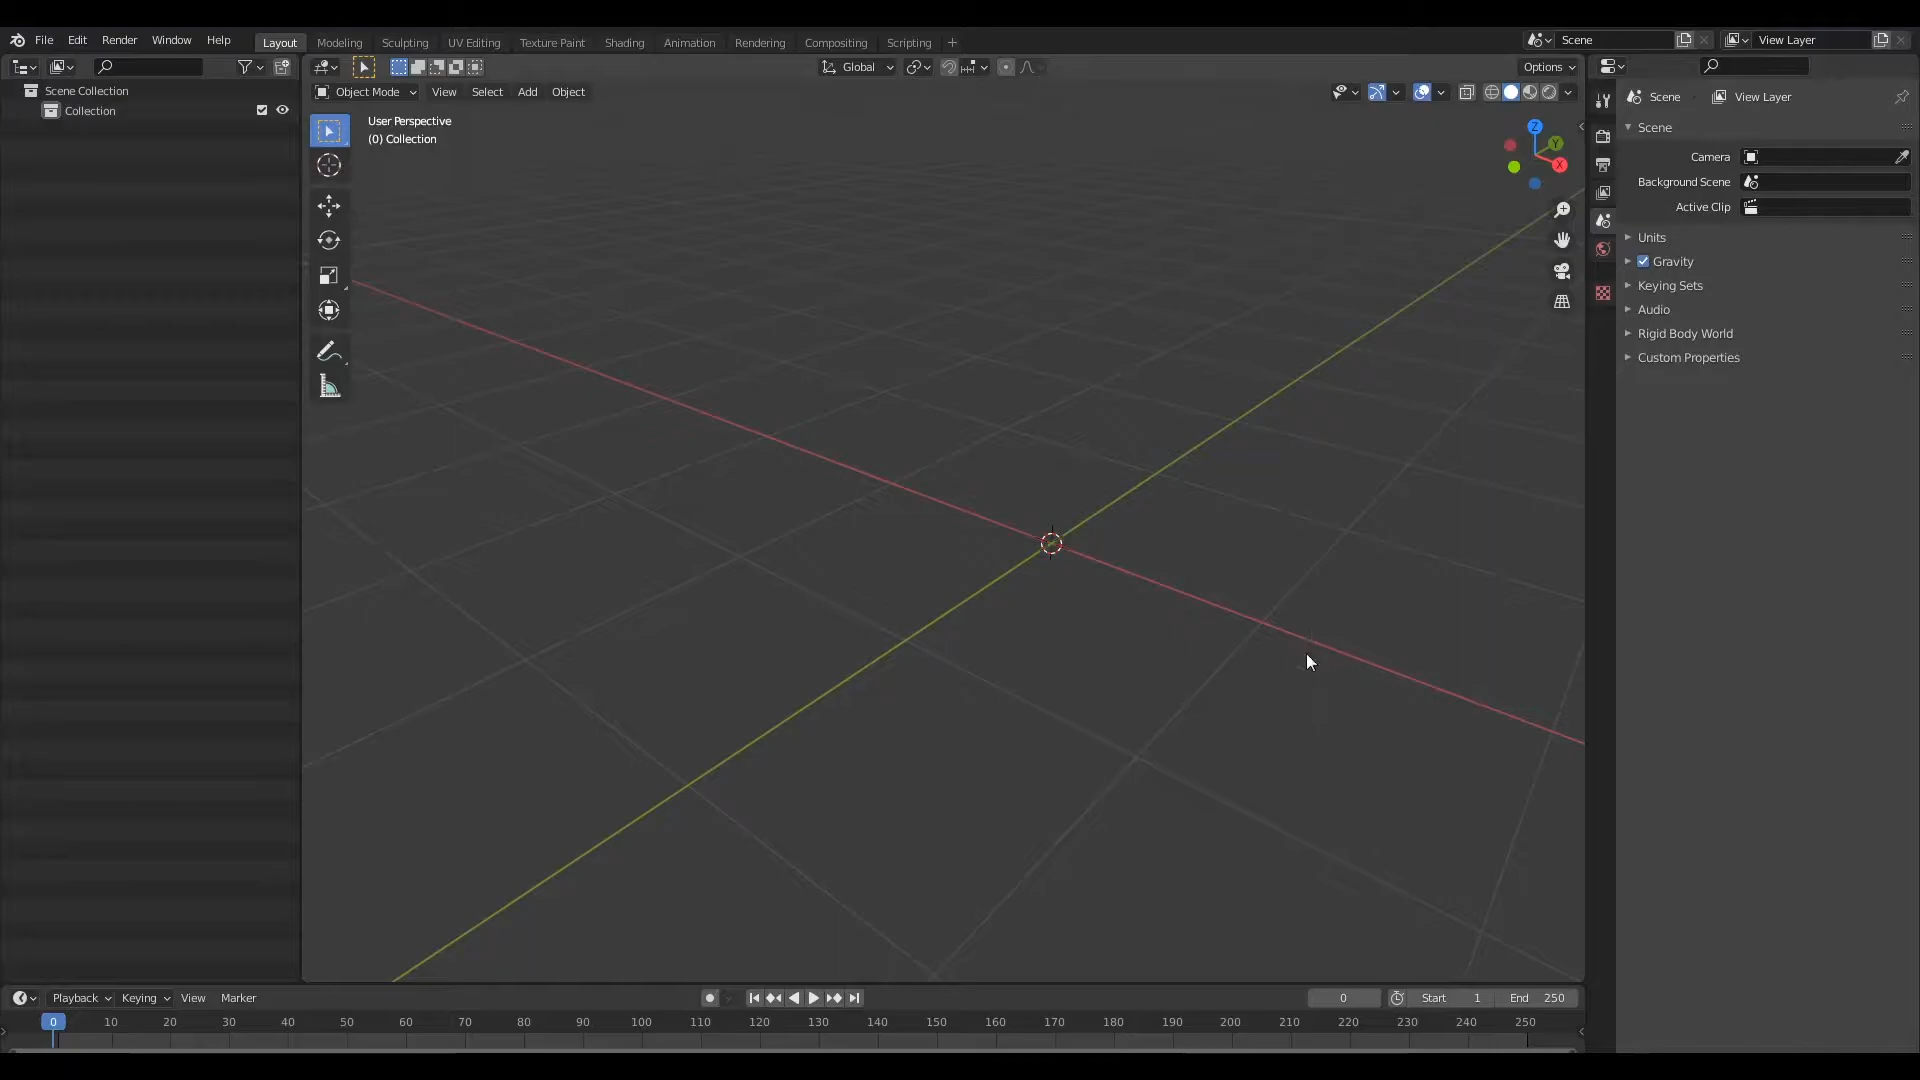 File Edit Render Window Help Layout Modeling Sculpting UV Editing Texture Paint Shading Animation Rendering Compositing Scripting + Scene View Layer
Global Options
Scene Collection
Collection
Object Mode View Select Add Object
User Perspective
(0) Collection
Z
Y
X
Scene View Layer
Scene
Camera
Background Scene
Active Clip
Units
Gravity
Keying Sets
Audio
Rigid Body World
Custom Properties
Playback Keying View Marker 0 Start 1 End 250
0 10 20 30 40 50 60 70 80 90 100 110 120 130 140 150 160 170 180 190 200 210 220 230 240 250